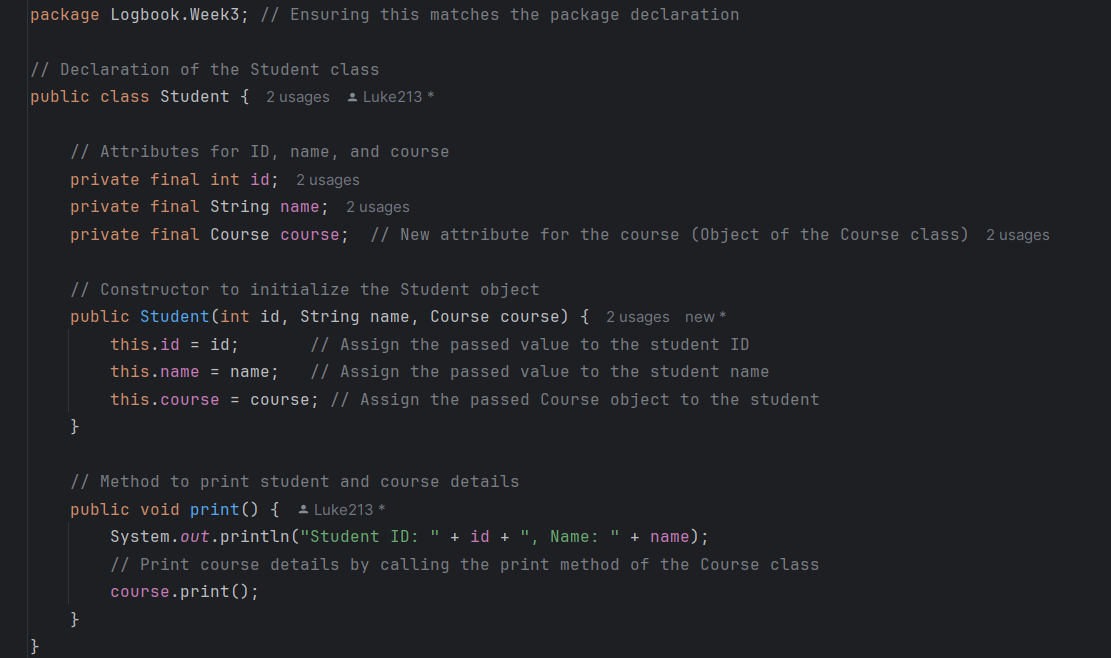 package Logbook.Week3; // Ensuring this matches the package declaration
// Declaration of the Student class
public class Student {  2 usages  Luke213 *
// Attributes for ID, name, and course
private final int id;  2 usages
private final String name;  2 usages
private final Course course;  // New attribute for the course (Object of the Course class)  2 usages
// Constructor to initialize the Student object
public Student(int id, String name, Course course) {  2 usages  new *
this.id = id;       // Assign the passed value to the student ID
this.name = name;   // Assign the passed value to the student name
this.course = course; // Assign the passed Course object to the student
}
// Method to print student and course details
public void print() {  Luke213 *
System.out.println("Student ID: " + id + ", Name: " + name);
// Print course details by calling the print method of the Course class
course.print();
}
}